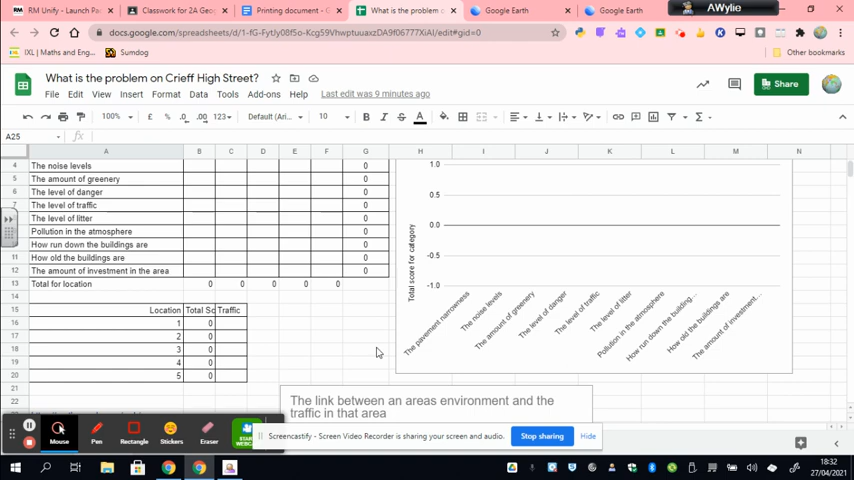 RM Unify - Launch Pa
Classwork for 2A Geo
Printing document - G
What is the problem o
Google Earth
Google Earth
AWylie
docs.google.com/spreadsheets/d/
IXL | Maths and Eng...
Sumdog
Other bookmarks
What is the problem on Crieff High Street?
File Edit View Insert Format Data Tools Add-ons Help Last edit was 9 minutes ago
Share
100% £ % .0 .00 123 Default (Ari... 10 B I S A
A25 fx
A B C D E F G H I J K L M N
4 The noise levels 0
5 The amount of greenery 0
6 The level of danger 0
7 The level of traffic 0
The level of litter 0
Pollution in the atmosphere 0
How run down the buildings are 0
11 How old the buildings are 0
12 The amount of investment in the area 0
13 Total for location 0 0 0 0 0
14
15 Location Total Sc Traffic
16 1 0
17 2 0
18 3 0
19 4 0
20 5 0
21
1.0
0.5
0.0
-0.5
-1.0
Total score for category
The pavement narrowness
The noise levels
The amount of greenery
The level of danger
The level of traffic
The level of litter
Pollution in the atmosphere
How run down the building...
How old the buildings are
The amount of investment...
The link between an areas environment and the
traffic in that area
Mouse Pen Rectangle Stickers Eraser
Screencastify - Screen Video Recorder is sharing your screen and audio. Stop sharing Hide
18:32
27/04/2021